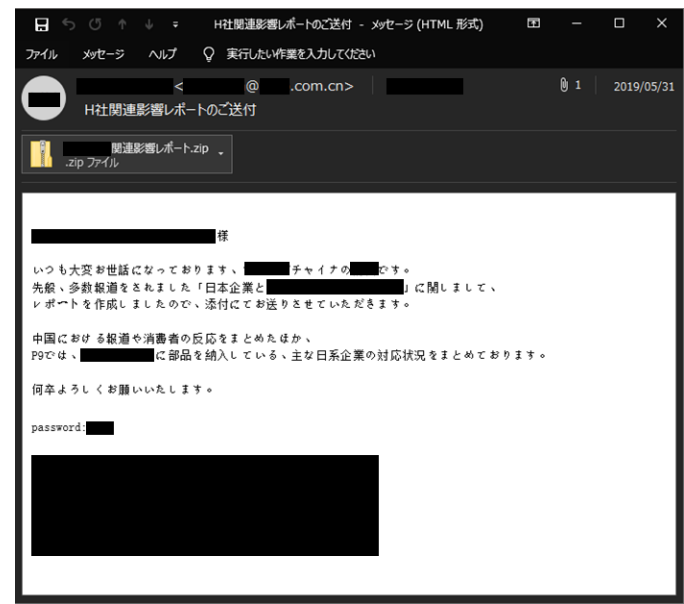 H社関連影響レポートのご送付 - メッセージ (HTML 形式)
ファイル メッセージ ヘルプ 実行したい作業を入力してください
< @ .com.cn> 1 2019/05/31
H社関連影響レポートのご送付
関連影響レポート.zip
.zip ファイル
様
いつも大変お世話になっております、 チャイナの です。
先般、多数報道をされました「日本企業と 」に関しまして、
レポートを作成しましたので、添付にてお送りさせていただきます。
中国における報道や消費者の反応をまとめたほか、
P9では、 に部品を納入している、主な日系企業の対応状況をまとめております。
何卒よろしくお願いいたします。
password: